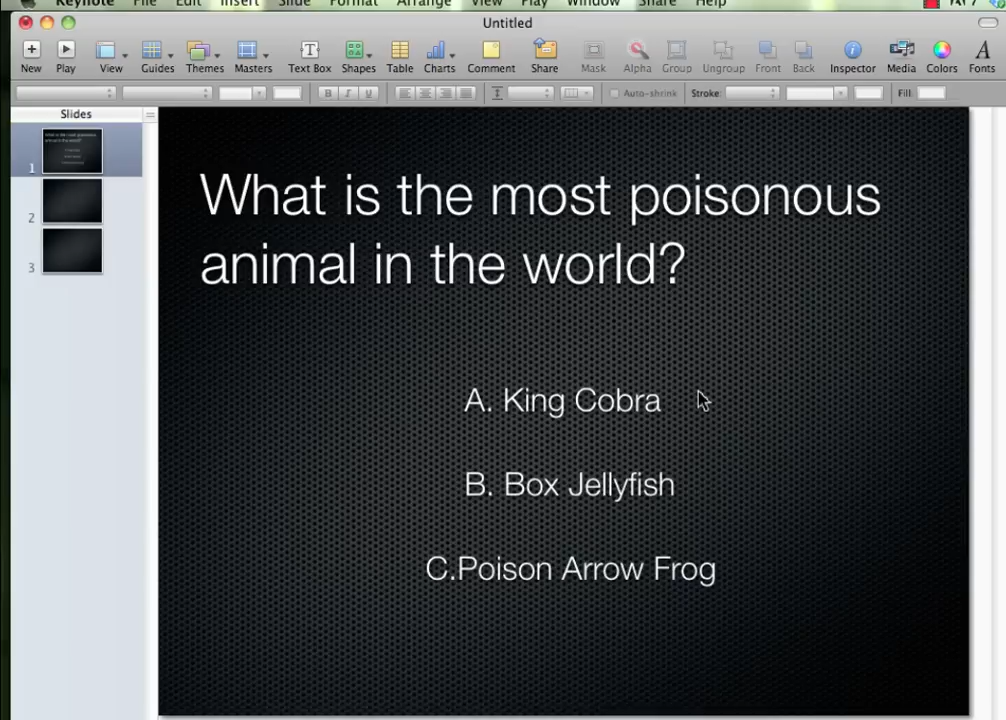 Keynote File Edit Insert Slide Format Arrange View Play Window Share Help
Untitled
New Play View Guides Themes Masters Text Box Shapes Table Charts Comment Share Mask Alpha Group Ungroup Front Back Inspector Media Colors Fonts
B I U Auto-shrink Stroke: Fill:
Slides
1
2
3
What is the most poisonous
animal in the world?
A. King Cobra
B. Box Jellyfish
C.Poison Arrow Frog